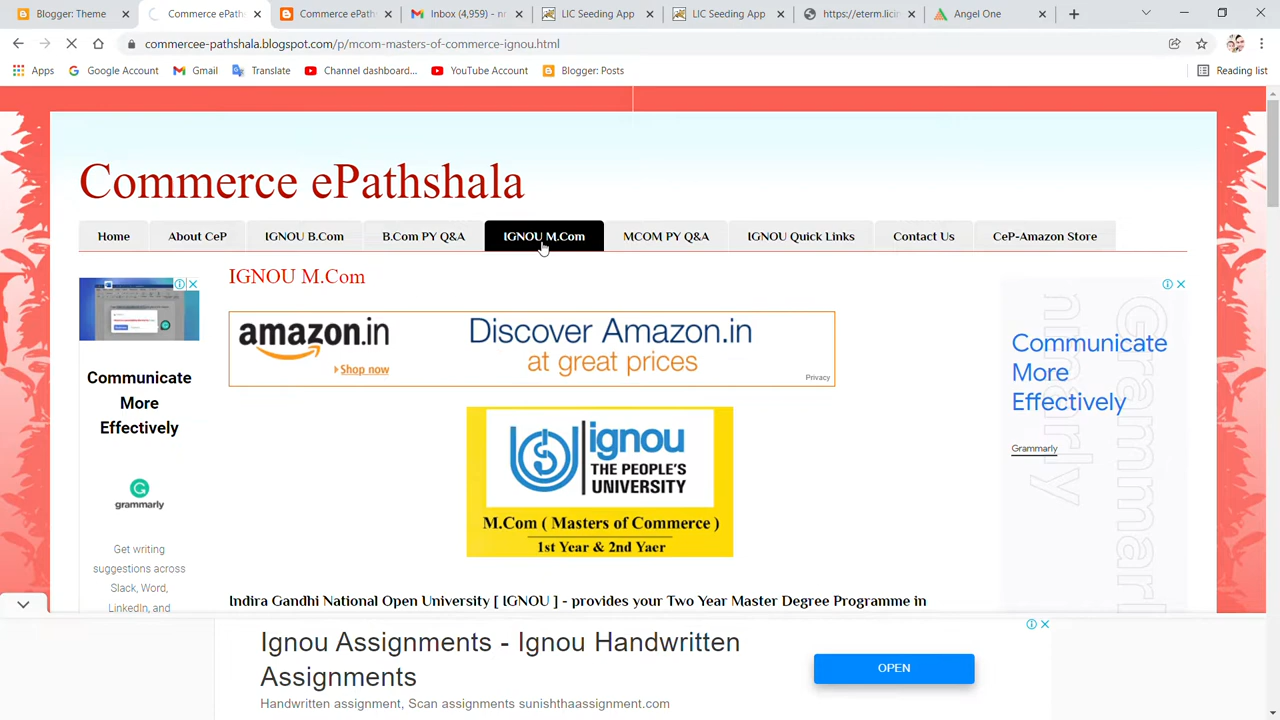 Blogger: Theme
Commerce ePath
Commerce ePath
Inbox (4,959) - n
LIC Seeding App
LIC Seeding App
https://eterm.licin
Angel One
commercee-pathshala.blogspot.com/p/mcom-masters-of-commerce-ignou.html
Apps
Google Account
Gmail
Translate
Channel dashboard...
YouTube Account
Blogger: Posts
Reading list
Commerce ePathshala
Home
About CeP
IGNOU B.Com
B.Com PY Q&A
IGNOU M.Com
MCOM PY Q&A
IGNOU Quick Links
Contact Us
CeP-Amazon Store
IGNOU M.Com
amazon.in
Shop now
Discover Amazon.in
at great prices
Privacy
Communicate
More
Effectively
grammarly
Get writing
suggestions across
Slack, Word,
LinkedIn, and
ignou
THE PEOPLE'S
UNIVERSITY
M.Com ( Masters of Commerce )
1st Year & 2nd Yaer
Communicate
More
Effectively
Grammarly
Grammarly
Indira Gandhi National Open University [ IGNOU ] - provides your Two Year Master Degree Programme in
Ignou Assignments - Ignou Handwritten
Assignments
Handwritten assignment, Scan assignments sunishthaassignment.com
OPEN